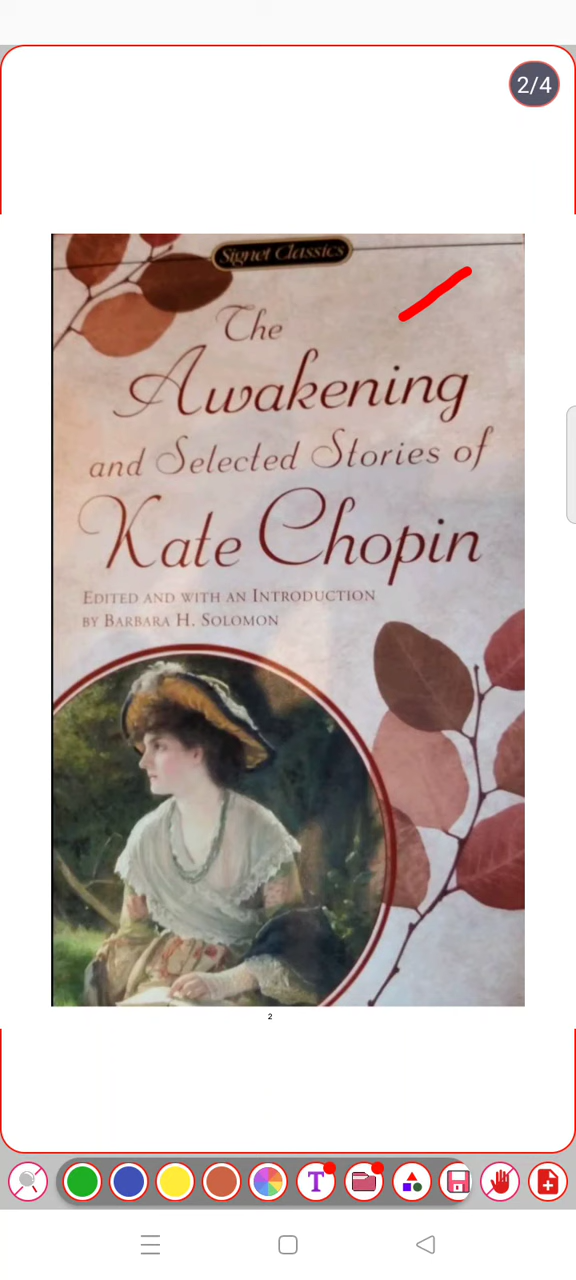 2/4
Signet Classics
The
Awakening
and Selected Stories of
Kate Chopin
EDITED AND WITH AN INTRODUCTION
BY BARBARA H. SOLOMON
2
T